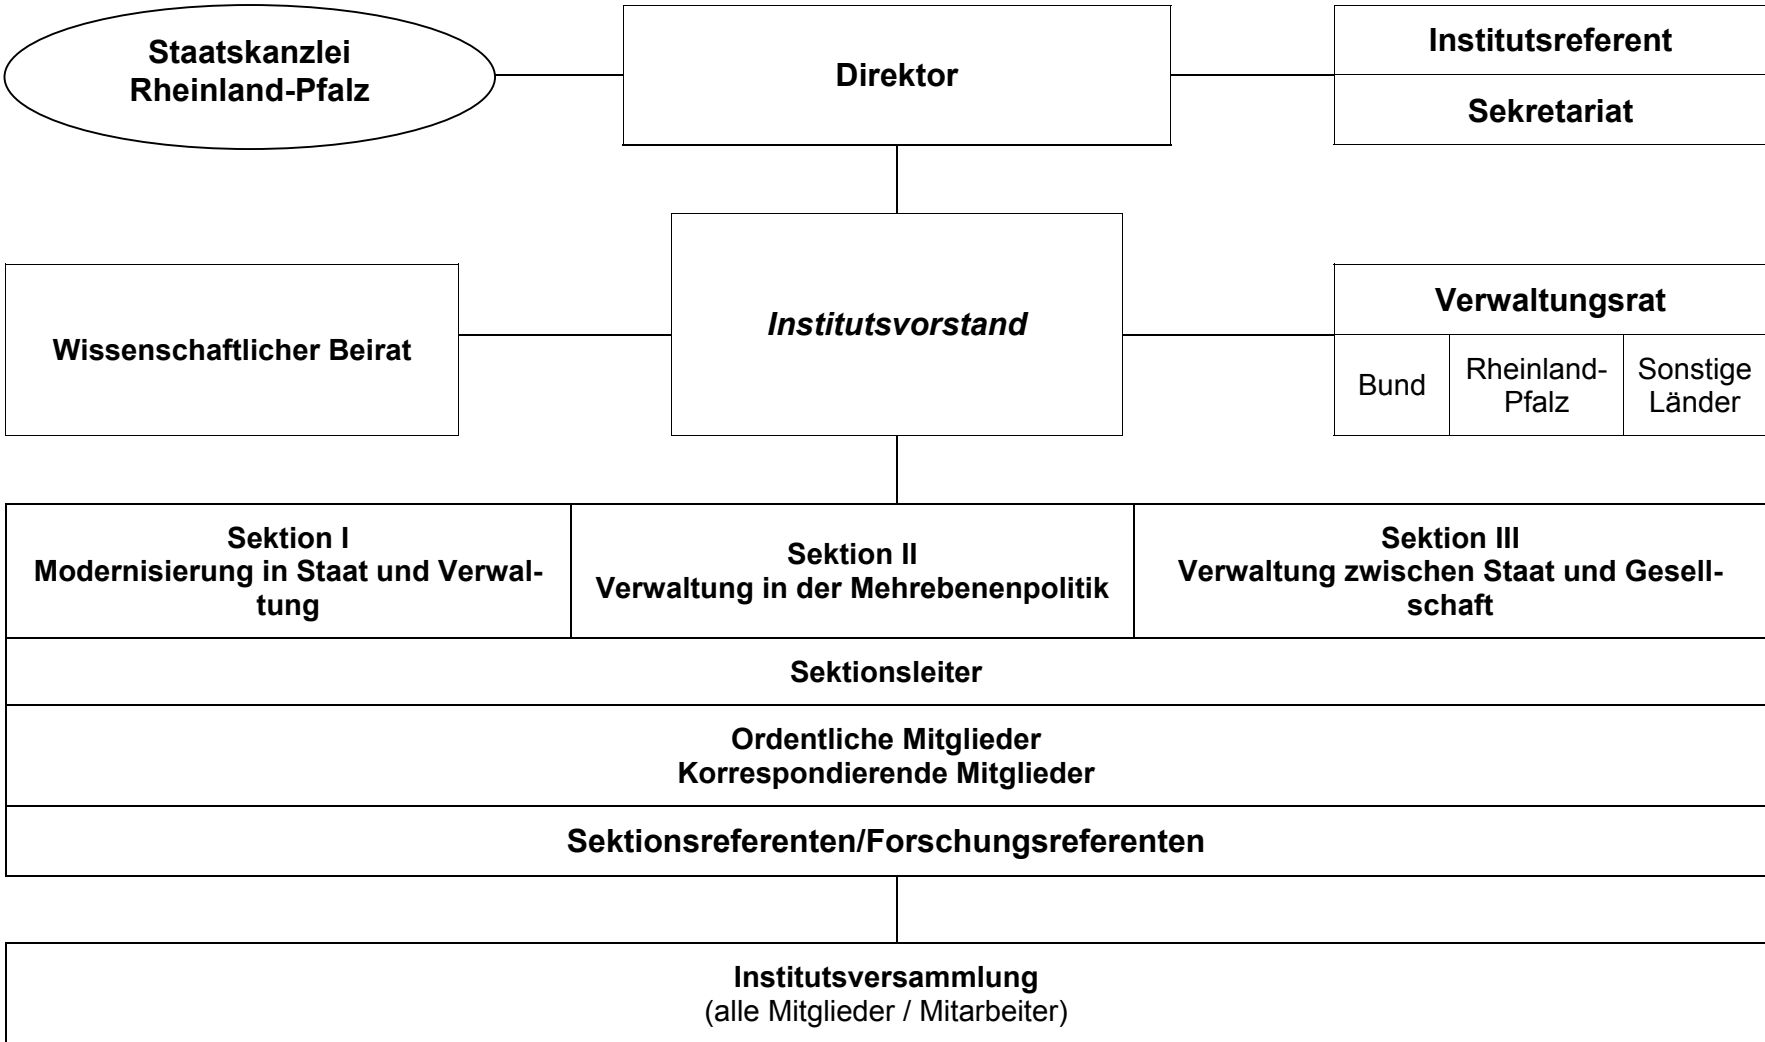 Staatskanzlei
Rheinland-Pfalz
Direktor
Institutsreferent
Sekretariat
Wissenschaftlicher Beirat
Institutsvorstand
Verwaltungsrat
Bund
Rheinland-
Pfalz
Sonstige
Länder
Sektion I
Modernisierung in Staat und Verwal-
tung
Sektion II
Verwaltung in der Mehrebenenpolitik
Sektion III
Verwaltung zwischen Staat und Gesell-
schaft
Sektionsleiter
Ordentliche Mitglieder
Korrespondierende Mitglieder
Sektionsreferenten/Forschungsreferenten
Institutsversammlung
(alle Mitglieder / Mitarbeiter)